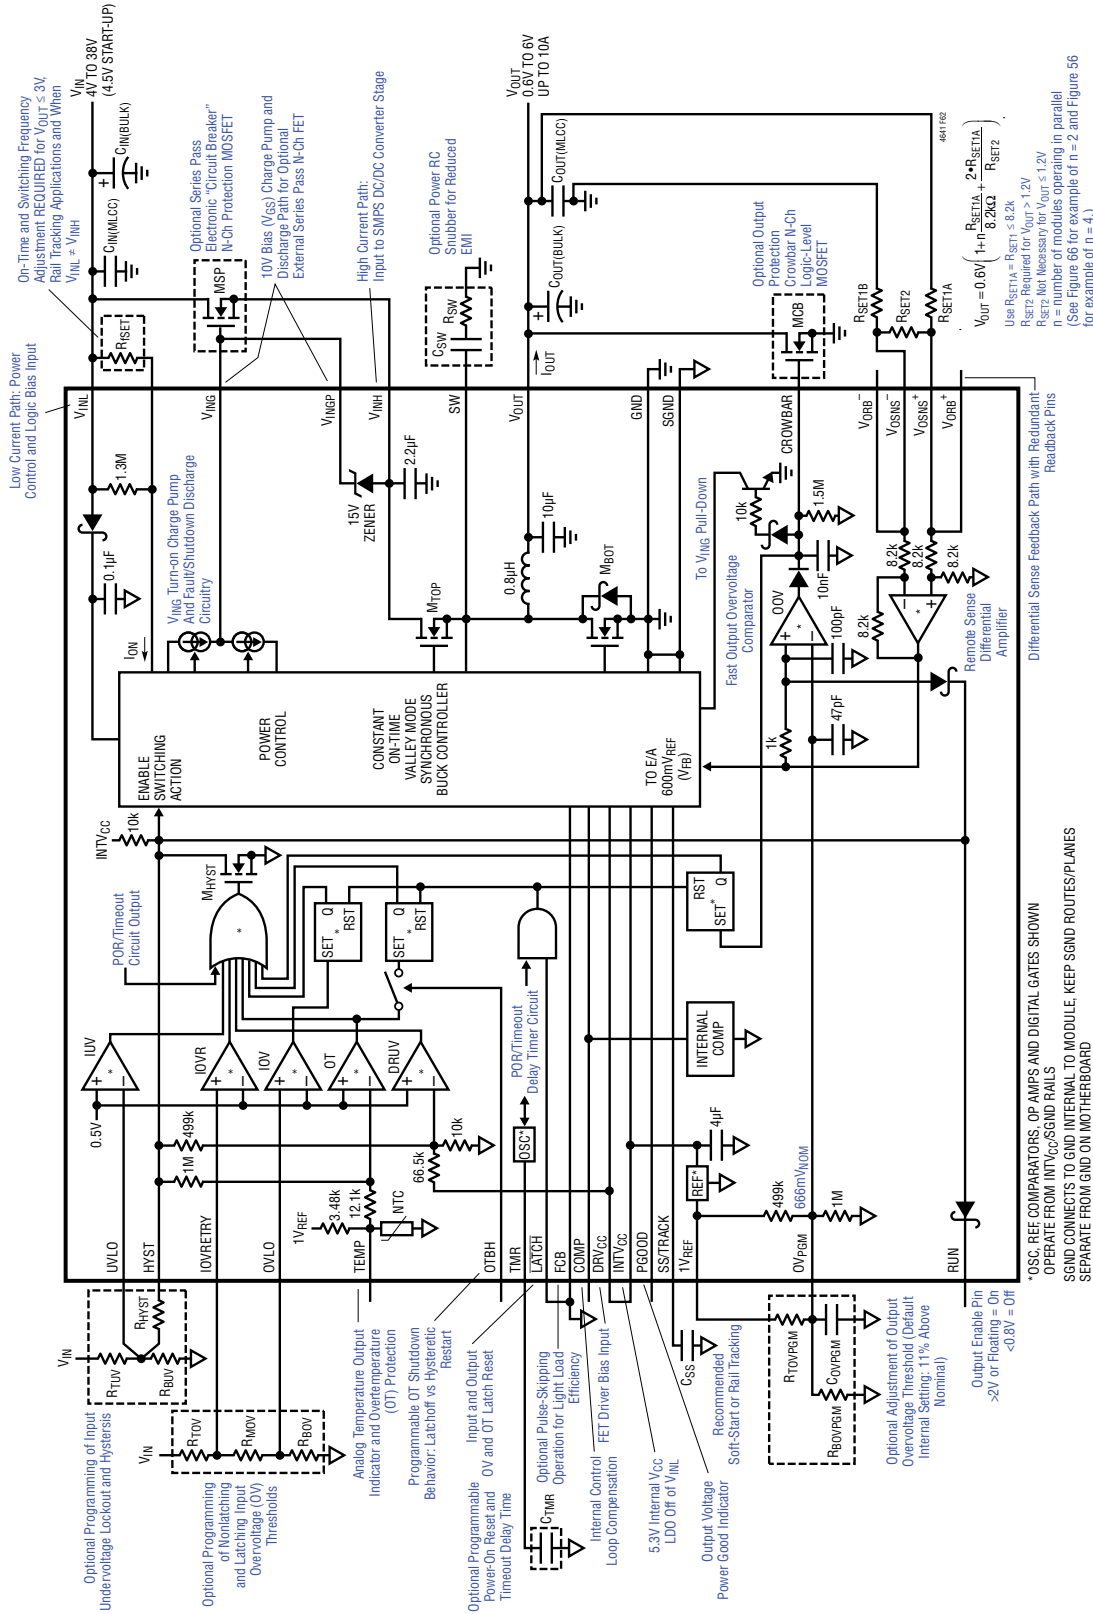 Low Current Path: Power
Control and Logic Bias Input
On-Time and Switching Frequency
Adjustment REQUIRED for VOUT ≤ 3V,
Rail Tracking Applications and When
VINL ≠ VINH
VIN
4V TO 38V
(4.5V START-UP)
CIN(MLCC)
+
CIN(BULK)
RfSET
Optional Series Pass
Electronic "Circuit Breaker"
N-Ch Protection MOSFET
MSP
10V Bias (VGS) Charge Pump and
Discharge Path for Optional
External Series Pass N-Ch FET
High Current Path:
Input to SMPS DC/DC Converter Stage
Optional Power RC
Snubber for Reduced
EMI
CSW
RSW
VOUT
0.6V TO 6V
UP TO 10A
IOUT
+
COUT(BULK)
COUT(MLCC)
Optional Output
Protection
Crowbar N-Ch
Logic-Level
MOSFET
MCB
RSET1B
RSET2
RSET1A
4641 F62
VOUT = 0.6V (1+n RSET1A/8.2kΩ + 2•RSET1A/RSET2)
Use RSET1A = RSET1 ≤ 8.2k
RSET2 Required for VOUT > 1.2V
RSET2 Not Necessary for VOUT ≤ 1.2V
n = number of modules operaing in parallel
(See Figure 66 for example of n = 2 and Figure 56
for example of n = 4.)
VINL
VING
VINGP
VINH
SW
VOUT
GND
SGND
CROWBAR
VORB–
VOSNS–
VOSNS+
VORB+
Differential Sense Feedback Path with Redundant
Readback Pins
1.3M
0.1µF
ION
VING Turn-on Charge Pump
And Fault/Shutdown Discharge
Circuitry
15V
ZENER
2.2µF
MTOP
0.8µH
10µF
MBOT
To VING Pull-Down
10k
1.5M
Fast Output Overvoltage
Comparator
OOV
+
–
*
10nF
100pF
47pF
1k
8.2k
8.2k
8.2k
8.2k
–
+
*
Remote Sense
Differential
Amplifier
ENABLE
SWITCHING
ACTION
POWER
CONTROL
CONSTANT
ON-TIME
VALLEY MODE
SYNCHRONOUS
BUCK CONTROLLER
TO E/A
600mVREF
(VFB)
INTVCC
10k
MHYST
POR/Timeout
Circuit Output
*
SET* Q
RST
SET* Q
RST
RST
SET* Q
POR/Timeout
Delay Timer Circuit
OSC*
INTERNAL
COMP
IUV
+
–
*
IOVR
+
–
*
IOV
+
–
*
OT
+
–
*
DRUV
+
–
*
0.5V
499k
1M
10k
66.5k
1VREF
3.48k
12.1k
NTC
REF*
4µF
499k
666mVNOM
1M
UVLO
HYST
IOVRETRY
OVLO
TEMP
OTBH
TMR
LATCH
FCB
COMP
DRVCC
INTVCC
PGOOD
SS/TRACK
1VREF
OVPGM
RUN
VIN
RTUV
RHYST
RBUV
Optional Programming of Input
Undervoltage Lockout and Hystersis
VIN
RTOV
RMOV
RBOV
Optional Programming
of Nonlatching
and Latching Input
Overvoltage (OV)
Thresholds
Analog Temperature Output
Indicator and Overtemperature
(OT) Protection
Programmable OT Shutdown
Behavior: Latchoff vs Hysteretic
Restart
Input and Output
OV and OT Latch Reset
Optional Programmable
Power-On Reset and
Timeout Delay Time
CTMR
Optional Pulse-Skipping
Operation for Light Load
Efficiency
Internal Control
Loop Compensation
FET Driver Bias Input
5.3V Internal VCC
LDO Off of VINL
Output Voltage
Power Good Indicator
CSS
Recommended
Soft-Start or Rail Tracking
RTOVPGM
COVPGM
RBOVPGM
Optional Adjustment of Output
Overvoltage Threshold (Default
Internal Setting: 11% Above
Nominal)
Output Enable Pin
>2V or Floating = On
<0.8V = Off
*OSC, REF, COMPARATORS, OP AMPS AND DIGITAL GATES SHOWN
OPERATE FROM INTVCC/SGND RAILS
SGND CONNECTS TO GND INTERNAL TO MODULE, KEEP SGND ROUTES/PLANES
SEPARATE FROM GND ON MOTHERBOARD